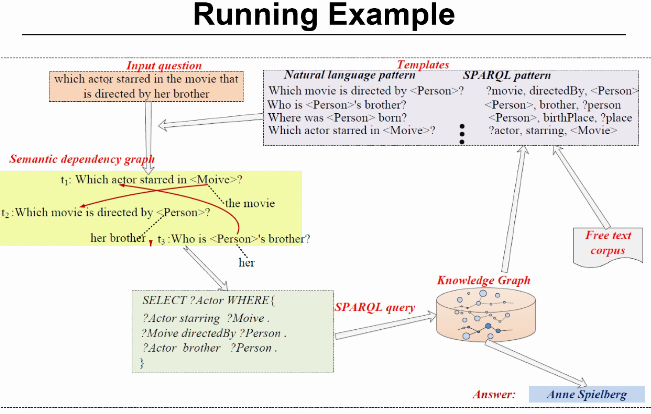 Running Example
Input question
which actor starred in the movie that
is directed by her brother
Templates
Natural language pattern SPARQL pattern
Which movie is directed by <Person>? ?movie, directedBy, <Person>
Who is <Person>'s brother? <Person>, brother, ?person
Where was <Person> born? <Person>, birthPlace, ?place
Which actor starred in <Moive>? ?actor, starring, <Movie>
Semantic dependency graph
t1: Which actor starred in <Moive>?
the movie
t2 :Which movie is directed by <Person>?
her brother
t3 :Who is <Person>'s brother?
her
Free text
corpus
Knowledge Graph
SELECT ?Actor WHERE{
?Actor starring ?Moive .
?Moive directedBy ?Person .
?Actor brother ?Person .
}
SPARQL query
Answer: Anne Spielberg